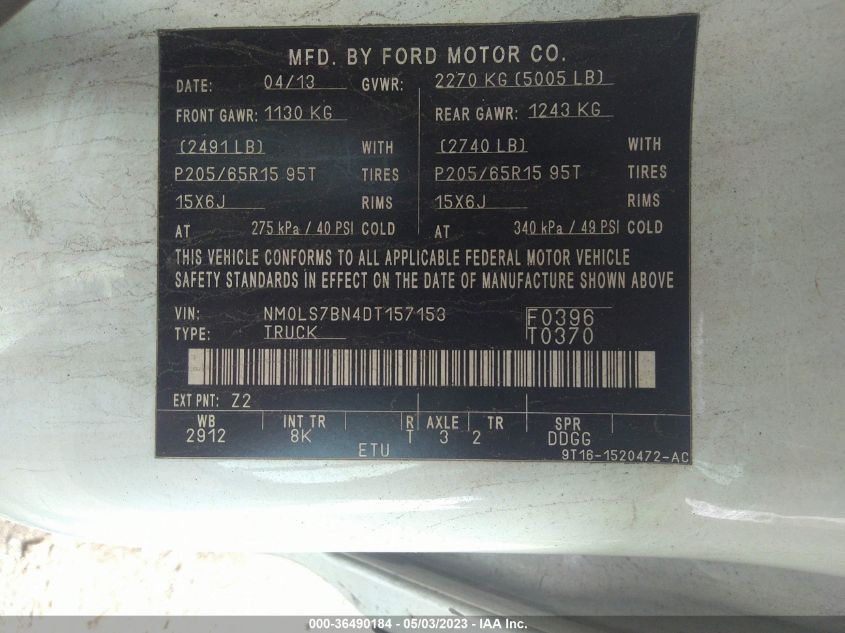 MFD. BY FORD MOTOR CO.
DATE: 04/13 GVWR: 2270 KG (5005 LB)
FRONT GAWR: 1130 KG REAR GAWR: 1243 KG
(2491 LB) WITH (2740 LB) WITH
P205/65R15 95T TIRES P205/65R15 95T TIRES
15X6J RIMS 15X6J RIMS
AT 275 kPa / 40 PSI COLD AT 340 kPa / 49 PSI COLD
THIS VEHICLE CONFORMS TO ALL APPLICABLE FEDERAL MOTOR VEHICLE
SAFETY STANDARDS IN EFFECT ON THE DATE OF MANUFACTURE SHOWN ABOVE
VIN: NM0LS7BN4DT157153 F0396
TYPE: TRUCK T0370
EXT PNT: Z2
WB INT TR R AXLE TR SPR
2912 8K T 3 2 DDGG
ETU 9T16-1520472-AC
000-36490184 - 05/03/2023 - IAA Inc.